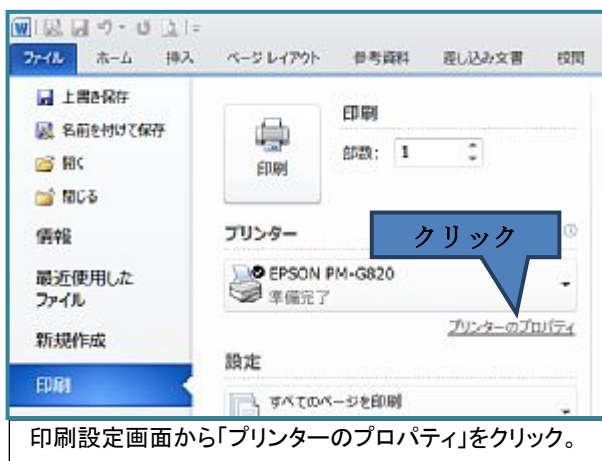 ファイル ホーム 挿入 ページ レイアウト 参考資料 差し込み文書 校閲
上書き保存
名前を付けて保存
開く
閉じる
情報
最近使用した
ファイル
新規作成
印刷
印刷
印刷
部数: 1
プリンター
クリック
EPSON PM-G820
準備完了
プリンターのプロパティ
設定
すべてのページを印刷
印刷設定画面から「プリンターのプロパティ」をクリック。